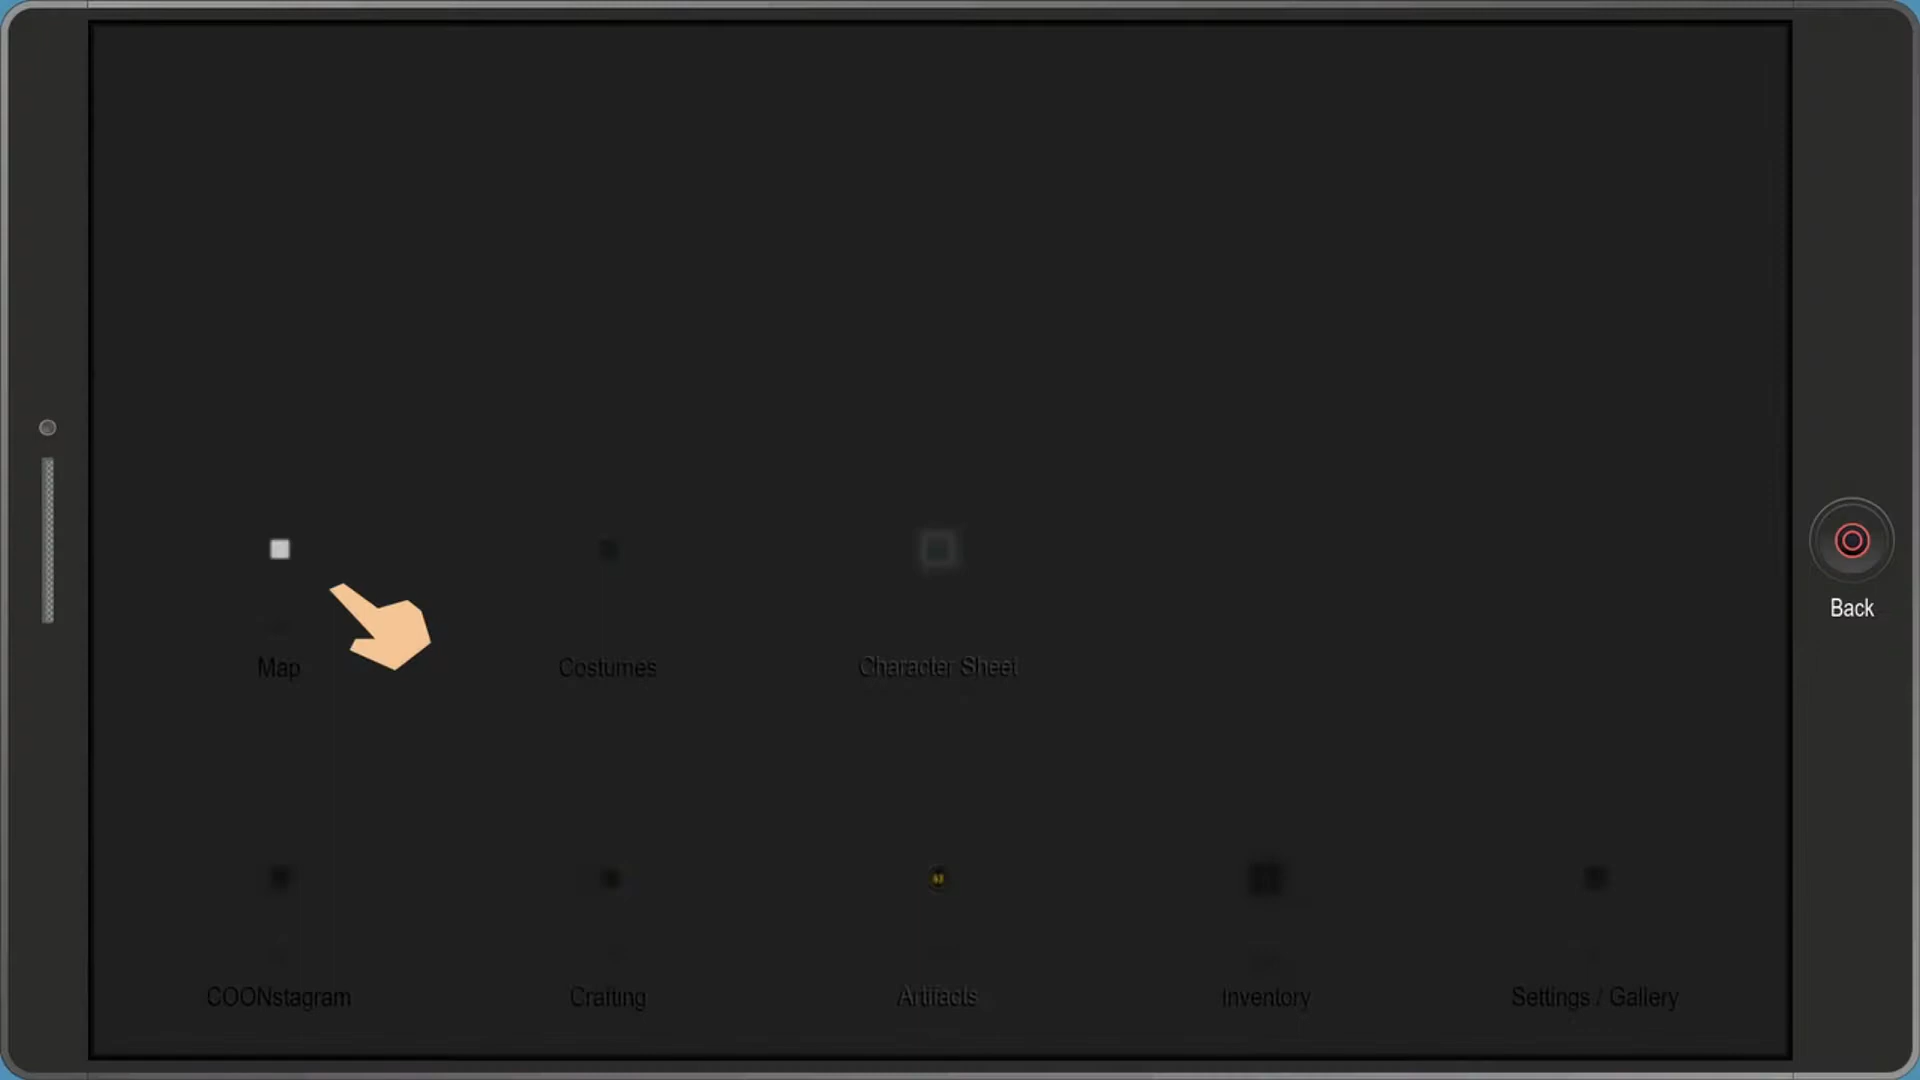 Back
Map
Costumes
Character Sheet
COONstagram
Crafting
Artifacts
Inventory
Settings / Gallery